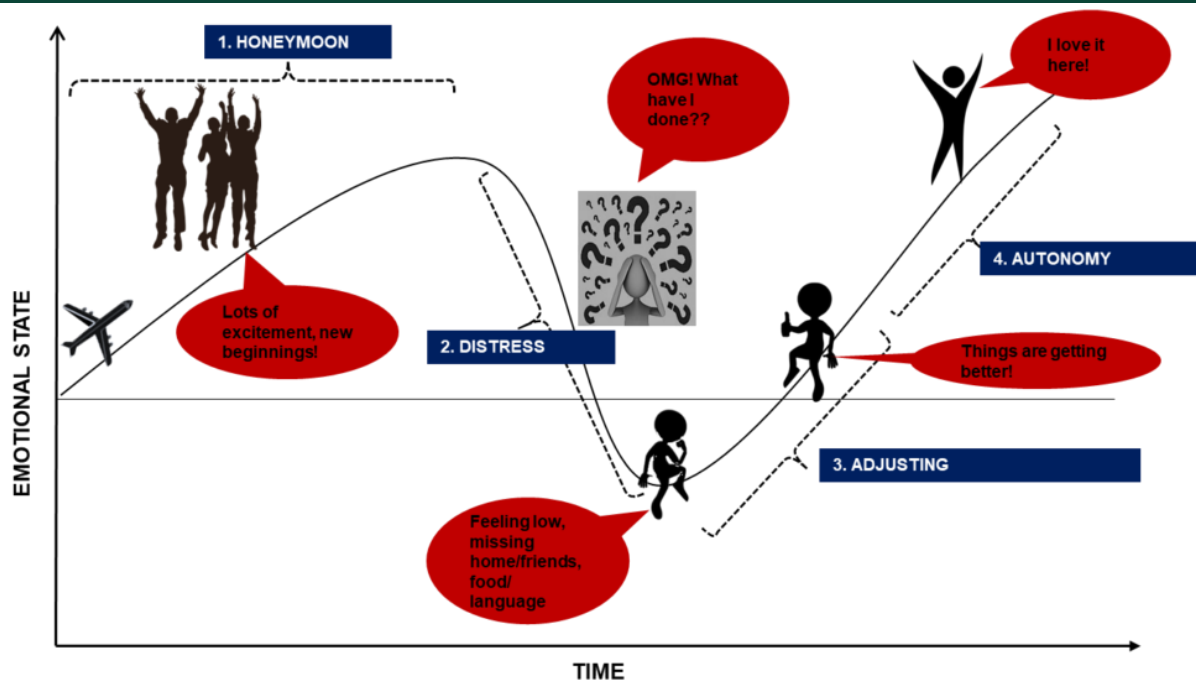 1. HONEYMOON
I love it
here!
OMG! What
have I
done??
4. AUTONOMY
Lots of
excitement, new
beginnings!
2. DISTRESS
Things are getting
better!
3. ADJUSTING
Feeling low,
missing
home/friends,
food/
language
EMOTIONAL STATE
TIME